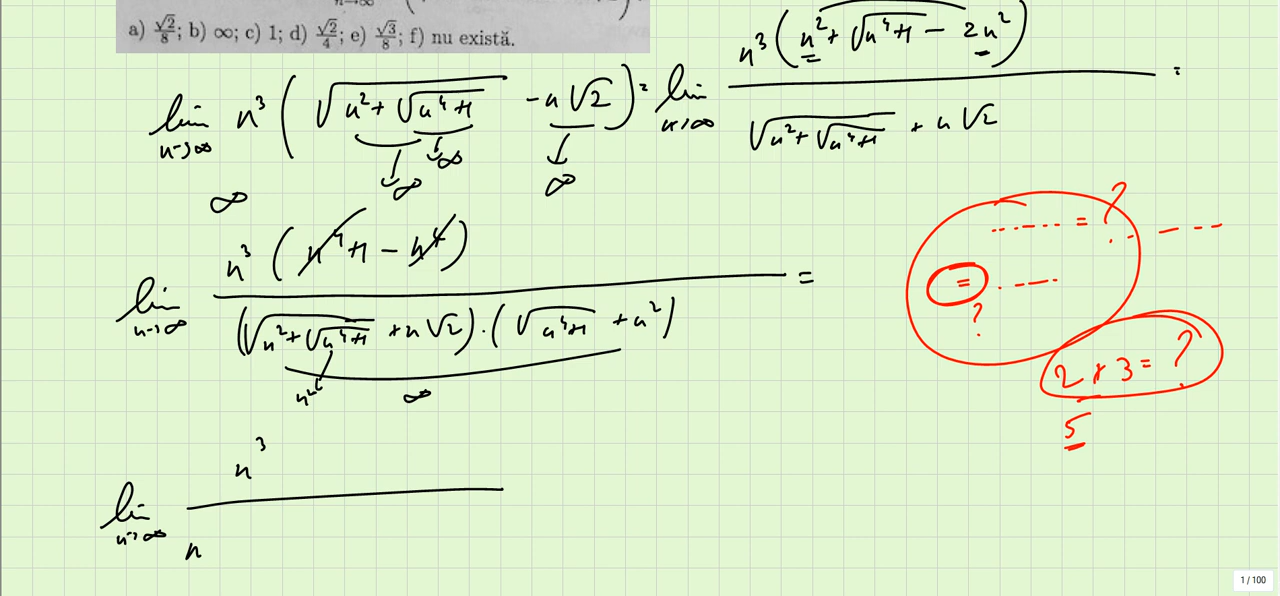 n→∞
a) √2/8; b) ∞; c) 1; d) √2/4; e) √3/8; f) nu există.
lim n→∞ n³ ( √(n² + √(n⁴+1)) - n√2 ) = lim n→∞ n³ ( n² + √(n⁴+1) - 2n² ) / ( √(n² + √(n⁴+1)) + n√2 ) =
∞ ∞ ∞ ∞
lim n→∞ n³ ( n⁴+1 - n⁴ ) / ( ( √(n² + √(n⁴+1)) + n√2 ) · ( √(n⁴+1) + n² ) ) =
n² ∞
lim n→∞ n³ / n
...... = ?
.. - - - -
= . - - -
?
2 + 3 = ?
5
1 / 100